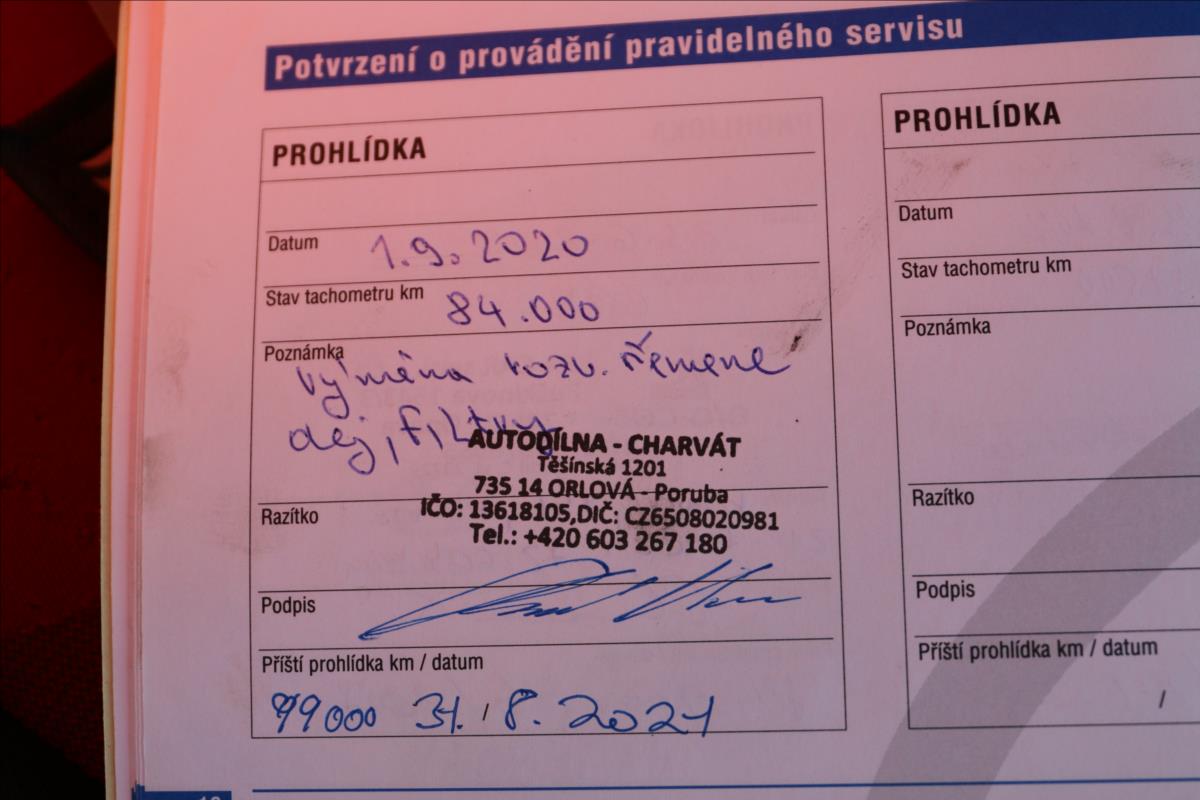 Potvrzení o provádění pravidelného servisu
PROHLÍDKA
Datum 1.9.2020
Stav tachometru km 84.000
Poznámka
výměna rozv. řemene
olej, filtry
AUTODÍLNA - CHARVÁT
Těšínská 1201
735 14 ORLOVÁ - Poruba
IČO: 13618105,DIČ: CZ6508020981
Tel.: +420 603 267 180
Razítko
Podpis
Příští prohlídka km / datum
99000 31. / 8. 2021
PROHLÍDKA
Datum
Stav tachometru km
Poznámka
Razítko
Podpis
Příští prohlídka km / datum
/